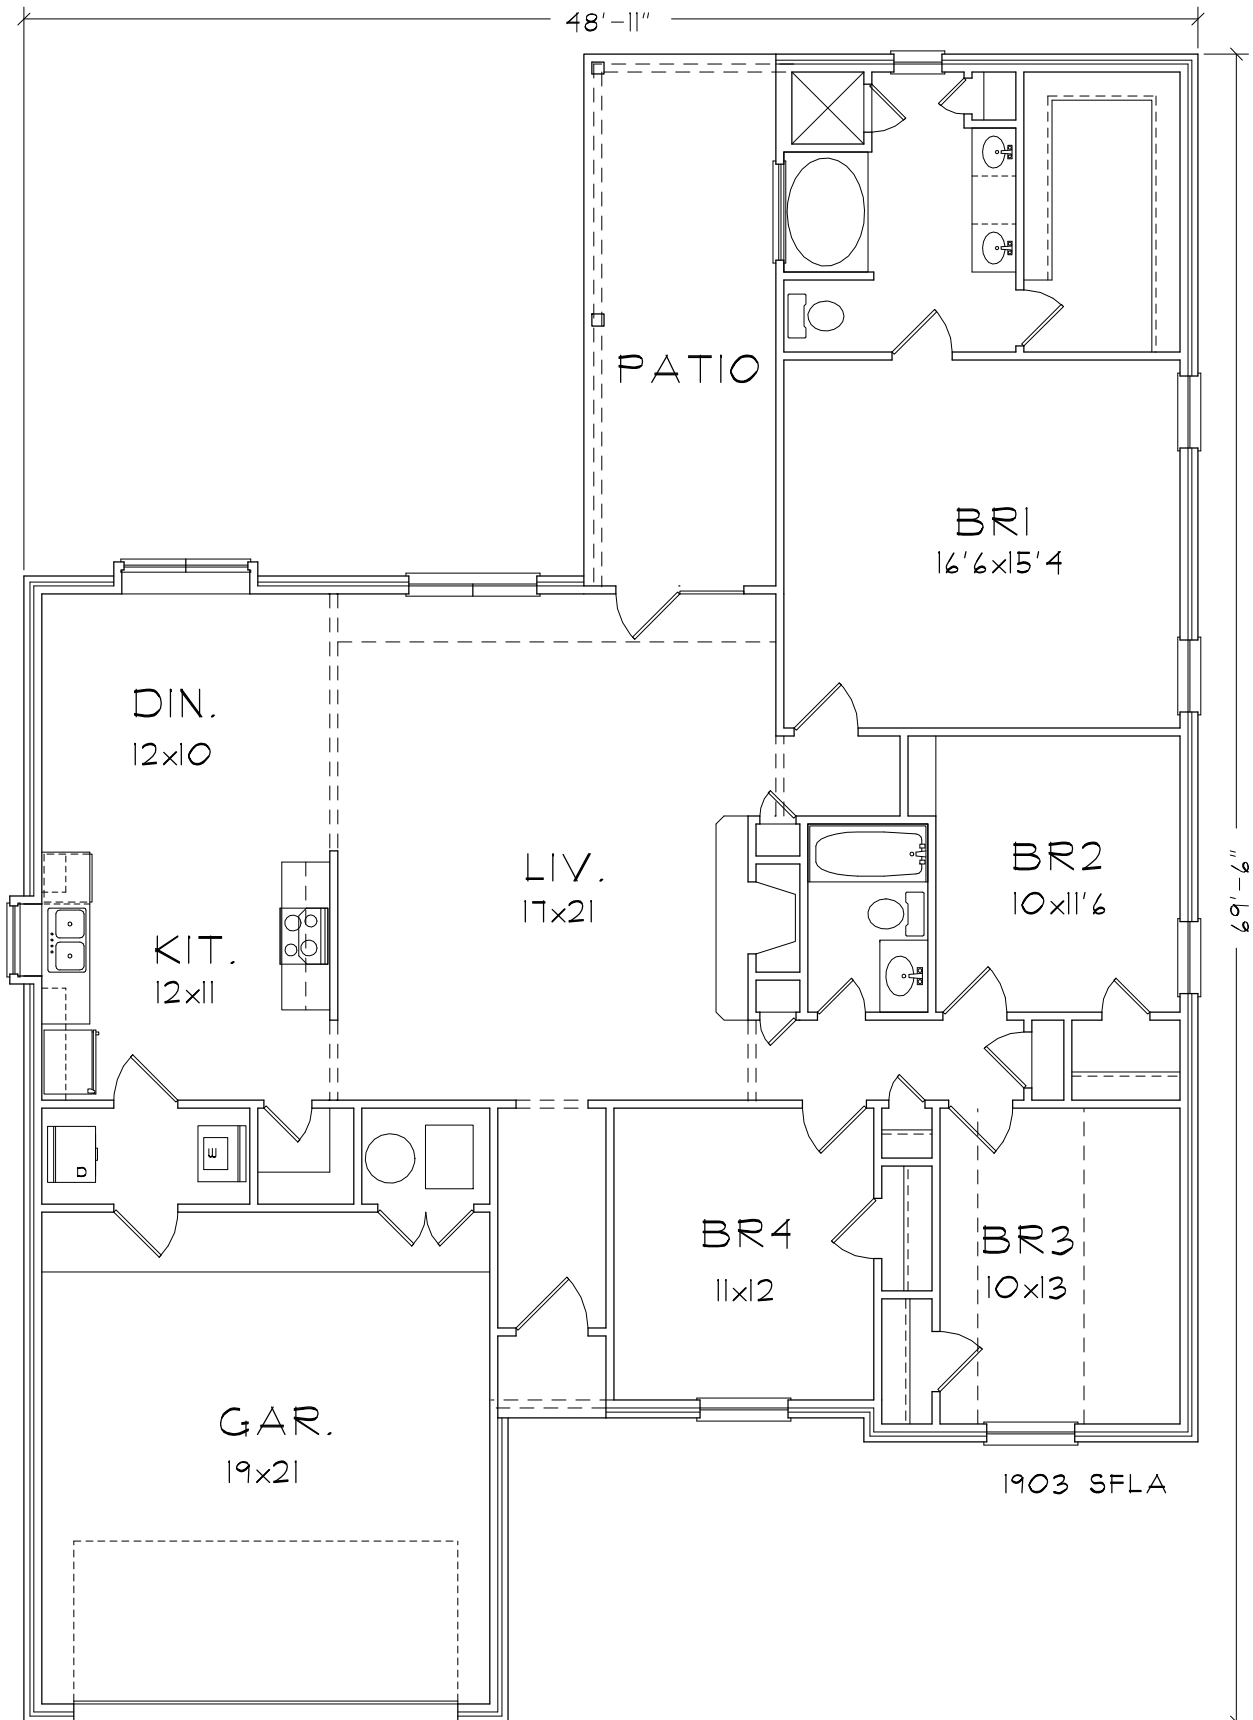 48'-11"
PATIO
BR1
16'6x15'4
DIN.
12x10
LIV.
17x21
BR2
10x11'6
69'-6"
KIT.
12x11
D
E
BR4
11x12
BR3
10x13
GAR.
19x21
1903 SFLA